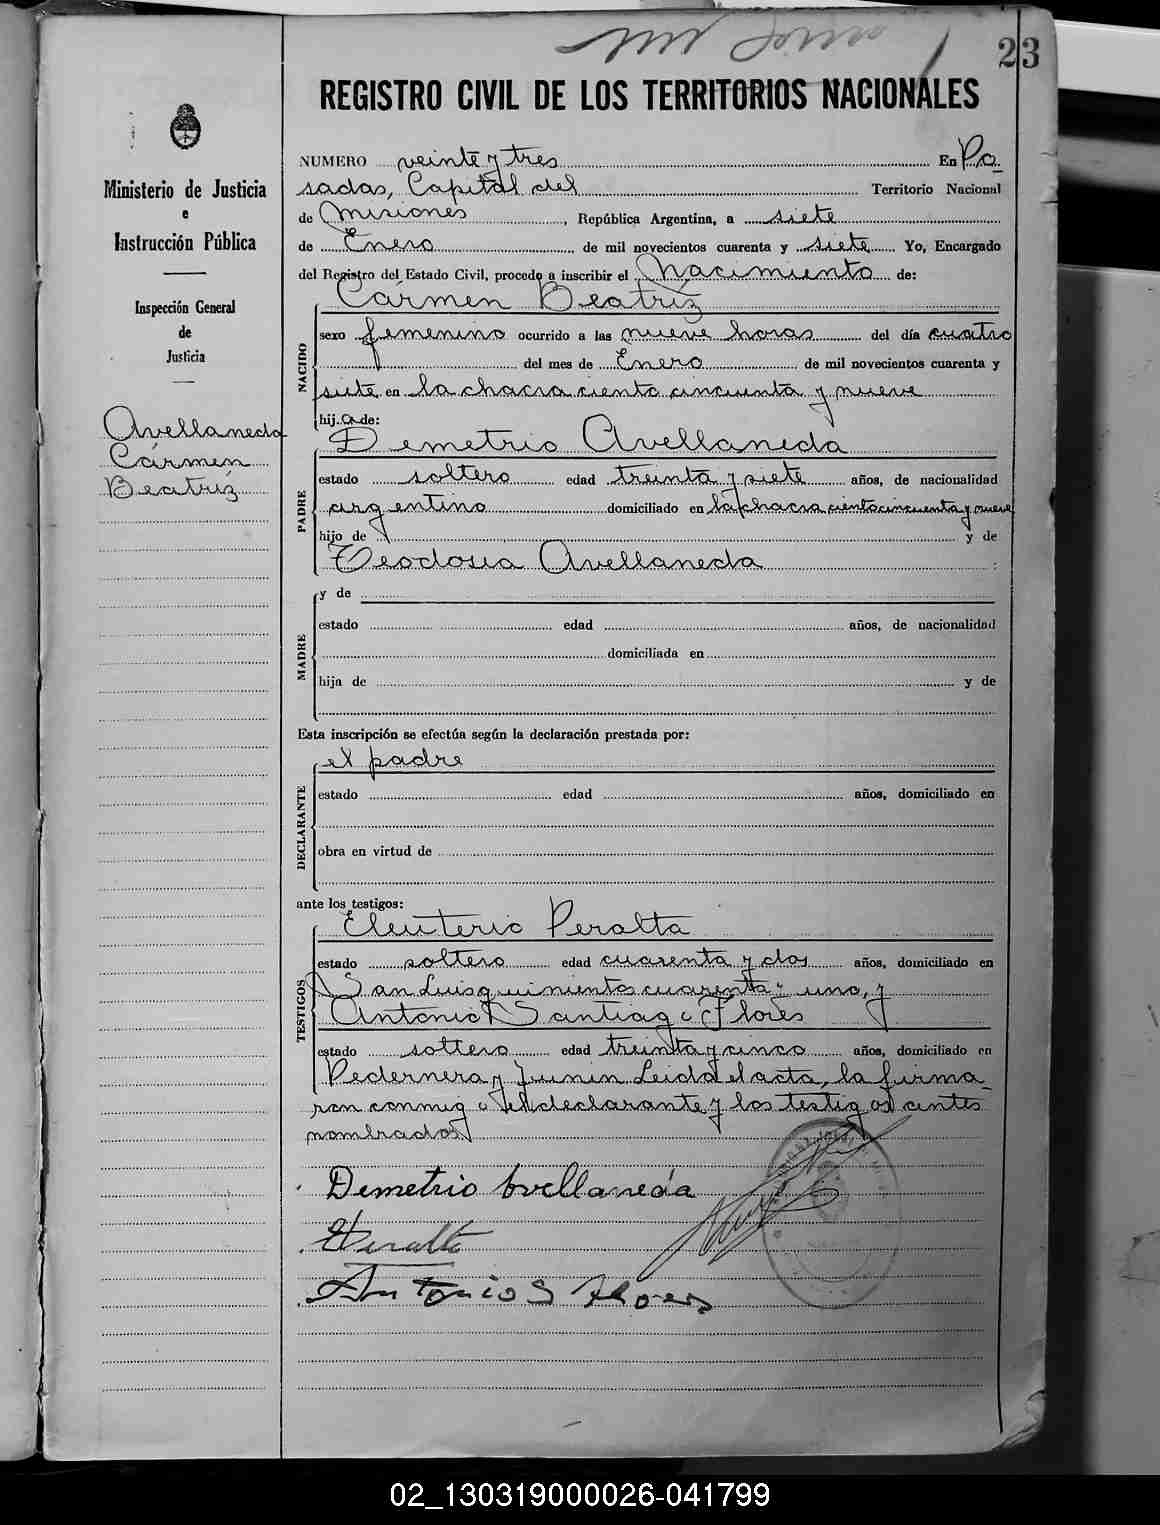 23
REGISTRO CIVIL DE LOS TERRITORIOS NACIONALES
Ministerio de Justicia
e
Instrucción Pública
Inspección General
de
Justicia
Avellaneda
Cármen
Beatríz
NUMERO veinte y tres En Po
sadas, Capital del Territorio Nacional
de Misiones, República Argentina, a siete
de Enero de mil novecientos cuarenta y siete Yo, Encargado
del Registro del Estado Civil, procedo a inscribir el Nacimiento de:
Cármen Beatríz
NACIDO
sexo femenino ocurrido a las nueve horas del día cuatro
del mes de Enero de mil novecientos cuarenta y
siete en la chacra ciento cincuenta y nueve
hij a de:
Demetrio Avellaneda
PADRE
estado soltero edad treinta y siete años, de nacionalidad
argentino domiciliado en la chacra ciento cincuenta y nueve
hijo de y de
Teodosia Avellaneda
MADRE
y de
estado edad años, de nacionalidad
domiciliada en
hija de y de
Esta inscripción se efectúa según la declaración prestada por:
el padre
DECLARANTE
estado edad años, domiciliado en
obra en virtud de
ante los testigos:
Eleuterio Peralta
TESTIGOS
estado soltero edad cuarenta y dos años, domiciliado en
San Luis quinientos cuarenta y uno, y
Antonio Santiago Flores
estado soltero edad treinta y cinco años, domiciliado en
Pedernera y Junin Leida el acta, la firma_
ron conmigo el declarante y los testigos antes
nombrados
Demetrio Avellaneda
EPeralta
Antonio S Flores
02_130319000026-041799